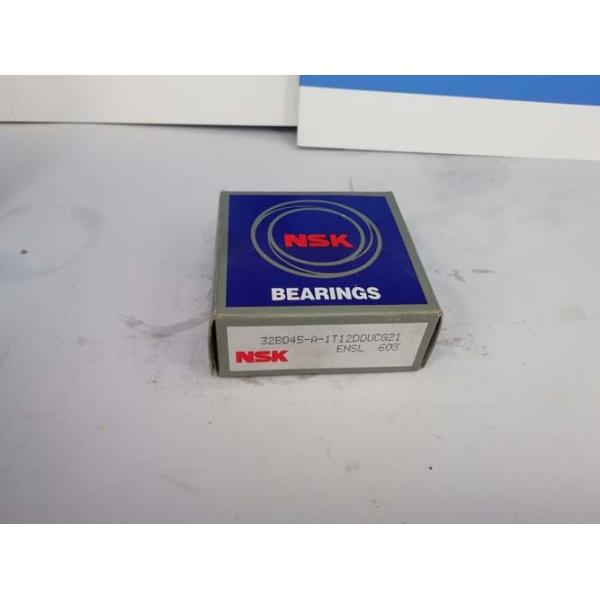 NSK
BEARINGS
32BD45-A-1T12DDUCG21
NSK ENSL 603